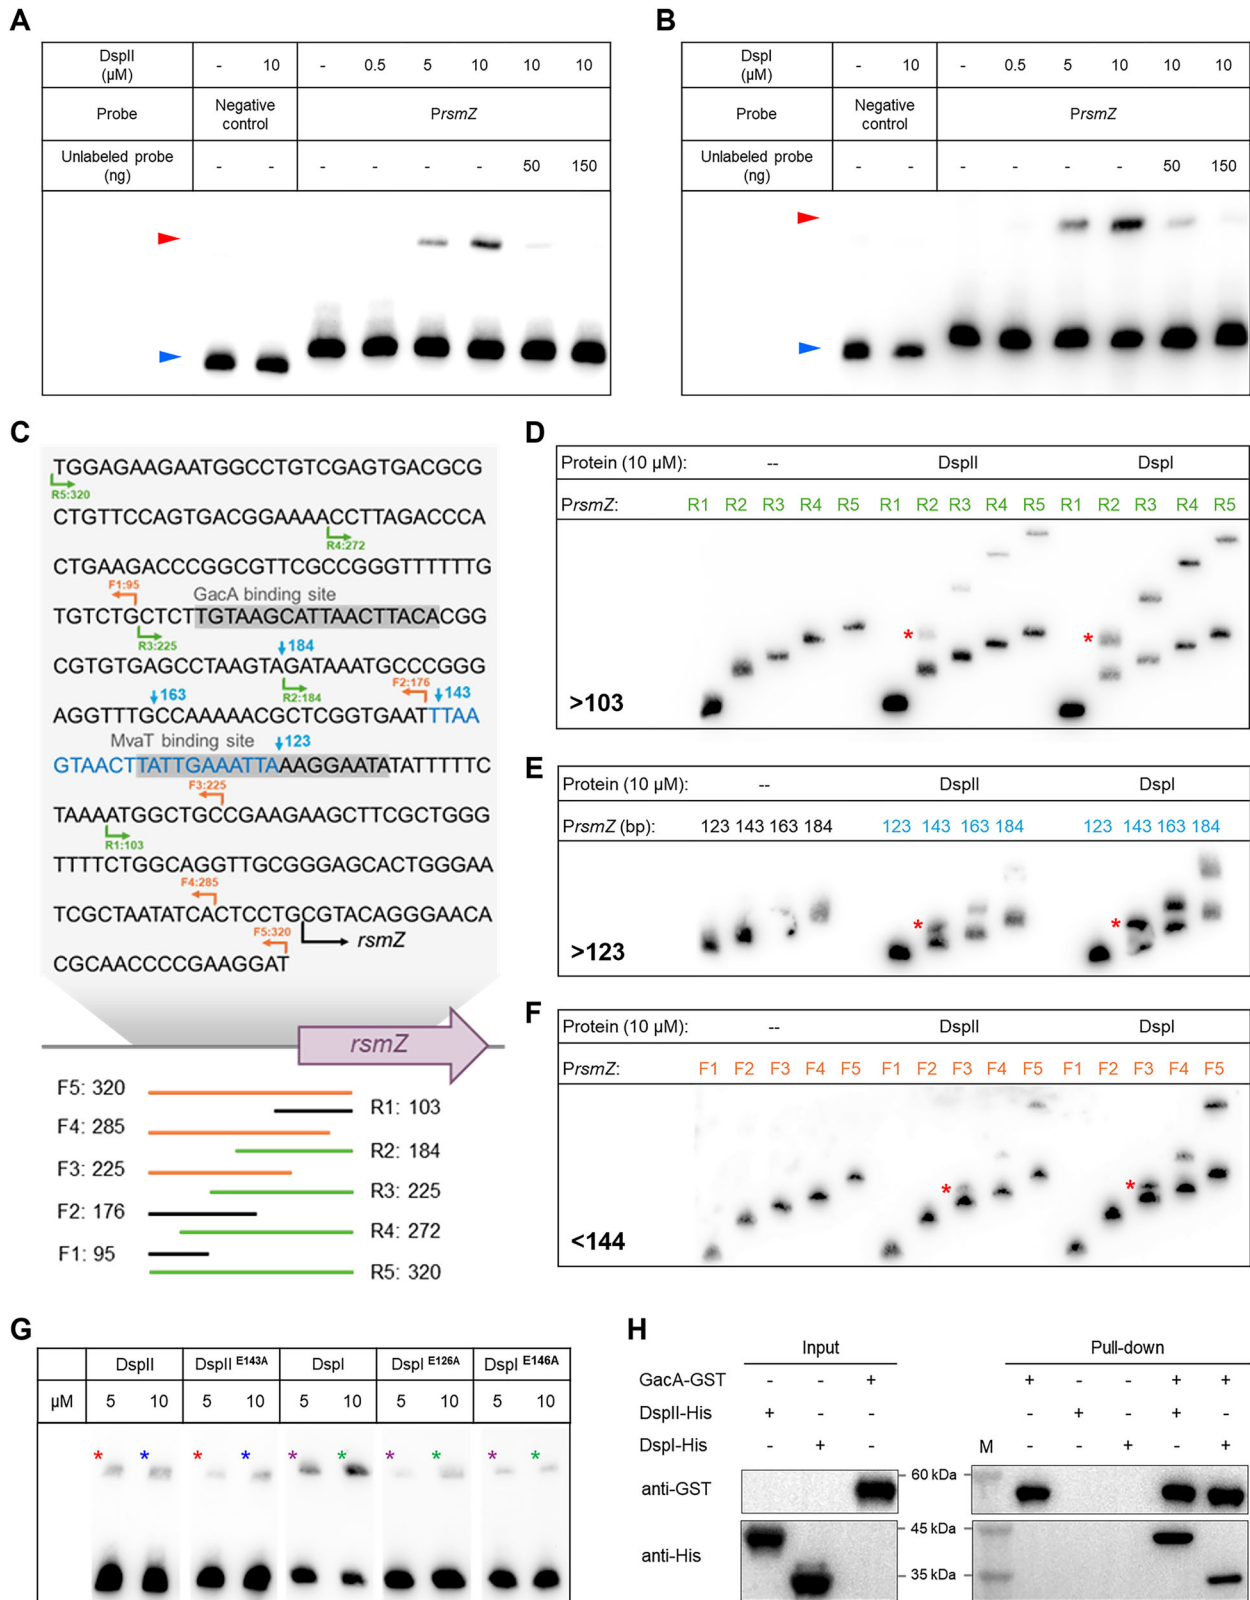 A
DspII (µM) - 10 - 0.5 5 10 10 10
Probe Negative control PrsmZ
Unlabeled probe (ng) - - - - - - 50 150
B
DspI (µM) - 10 - 0.5 5 10 10 10
Probe Negative control PrsmZ
Unlabeled probe (ng) - - - - - - 50 150
C
TGGAGAAGAATGGCCTGTCGAGTGACGCG
R5:320
CTGTTCCAGTGACGGAAAACCTTAGACCCA
R4:272
CTGAAGACCCGGCGTTCGCCGGGTTTTTTG
F1:95 GacA binding site
TGTCTGCTCTTGTAAGCATTAACTTACACGG
R3:225 184
CGTGTGAGCCTAAGTAGATAAATGCCCGGG
163 R2:184 F2:176 143
AGGTTTGCCAAAAACGCTCGGTGAATTTAA
MvaT binding site 123
GTAACTTATTGAAATTAAAGGAATATATTTTTC
F3:225
TAAAATGGCTGCCGAAGAAGCTTCGCTGGG
R1:103
TTTTCTGGCAGGTTGCGGGAGCACTGGGAA
F4:285
TCGCTAATATCACTCCTGCGTACAGGGAACA
F5:320 rsmZ
CGCAACCCCGAAGGAT
rsmZ
F5: 320
R1: 103
F4: 285
R2: 184
F3: 225
R3: 225
F2: 176
R4: 272
F1: 95
R5: 320
D
Protein (10 µM): -- DspII DspI
PrsmZ: R1 R2 R3 R4 R5 R1 R2 R3 R4 R5 R1 R2 R3 R4 R5
*
*
>103
E
Protein (10 µM): -- DspII DspI
PrsmZ (bp): 123 143 163 184 123 143 163 184 123 143 163 184
*
*
>123
F
Protein (10 µM): -- DspII DspI
PrsmZ: F1 F2 F3 F4 F5 F1 F2 F3 F4 F5 F1 F2 F3 F4 F5
*
*
<144
G
DspII DspII E143A DspI DspI E126A DspI E146A
µM 5 10 5 10 5 10 5 10 5 10
* * * * * * * * * *
H
Input Pull-down
GacA-GST - - + + - - + +
DspII-His + - - - + - + -
DspI-His - + - M - - + - +
anti-GST 60 kDa
anti-His 45 kDa
35 kDa